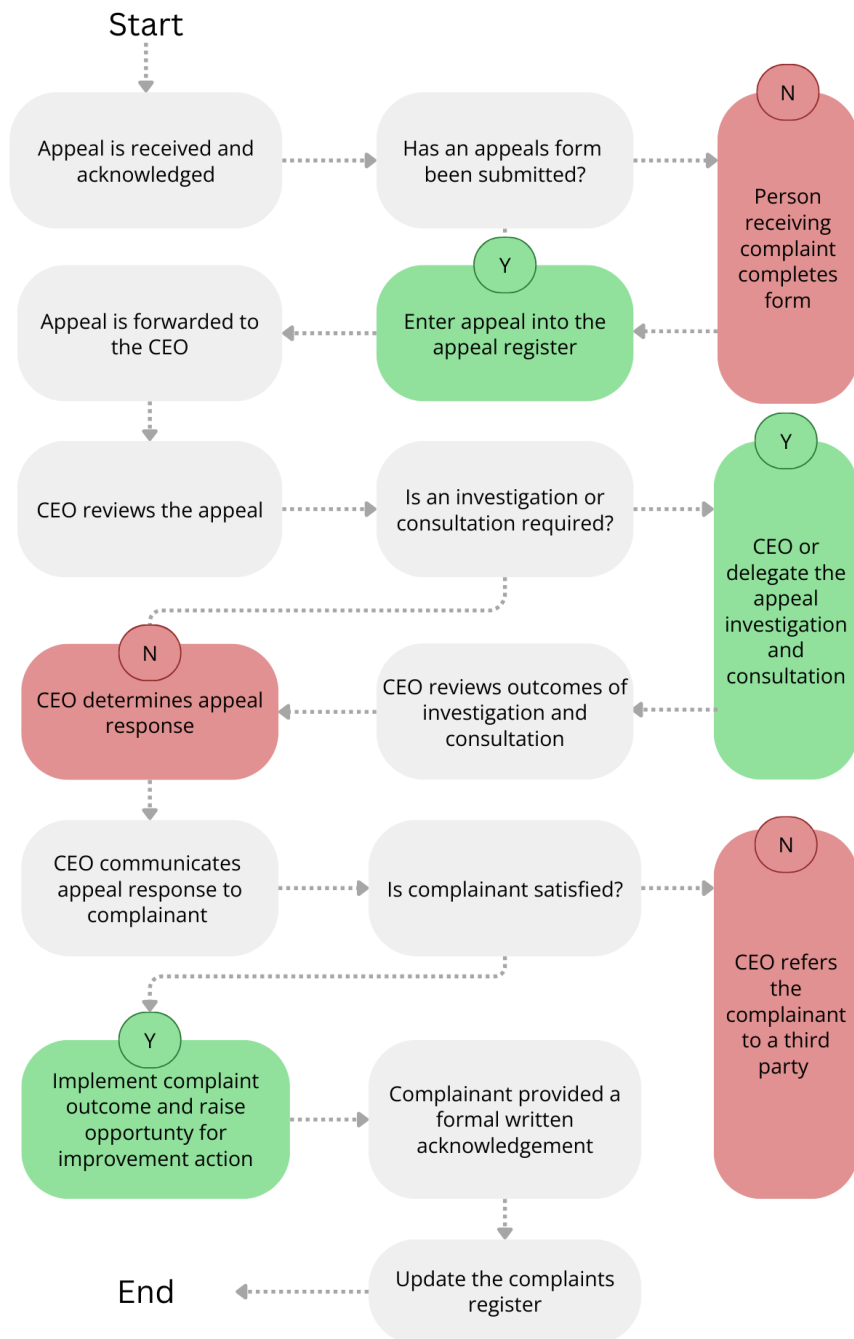 Start
Appeal is received and
acknowledged
Has an appeals form
been submitted?
N
Person
receiving
complaint
completes
form
Y
Enter appeal into the
appeal register
Appeal is forwarded to
the CEO
CEO reviews the appeal
Is an investigation or
consultation required?
Y
CEO or
delegate the
appeal
investigation
and
consultation
CEO reviews outcomes of
investigation and
consultation
N
CEO determines appeal
response
CEO communicates
appeal response to
complainant
Is complainant satisfied?
N
CEO refers
the
complainant
to a third
party
Y
Implement complaint
outcome and raise
opportunty for
improvement action
Complainant provided a
formal written
acknowledgement
Update the complaints
register
End